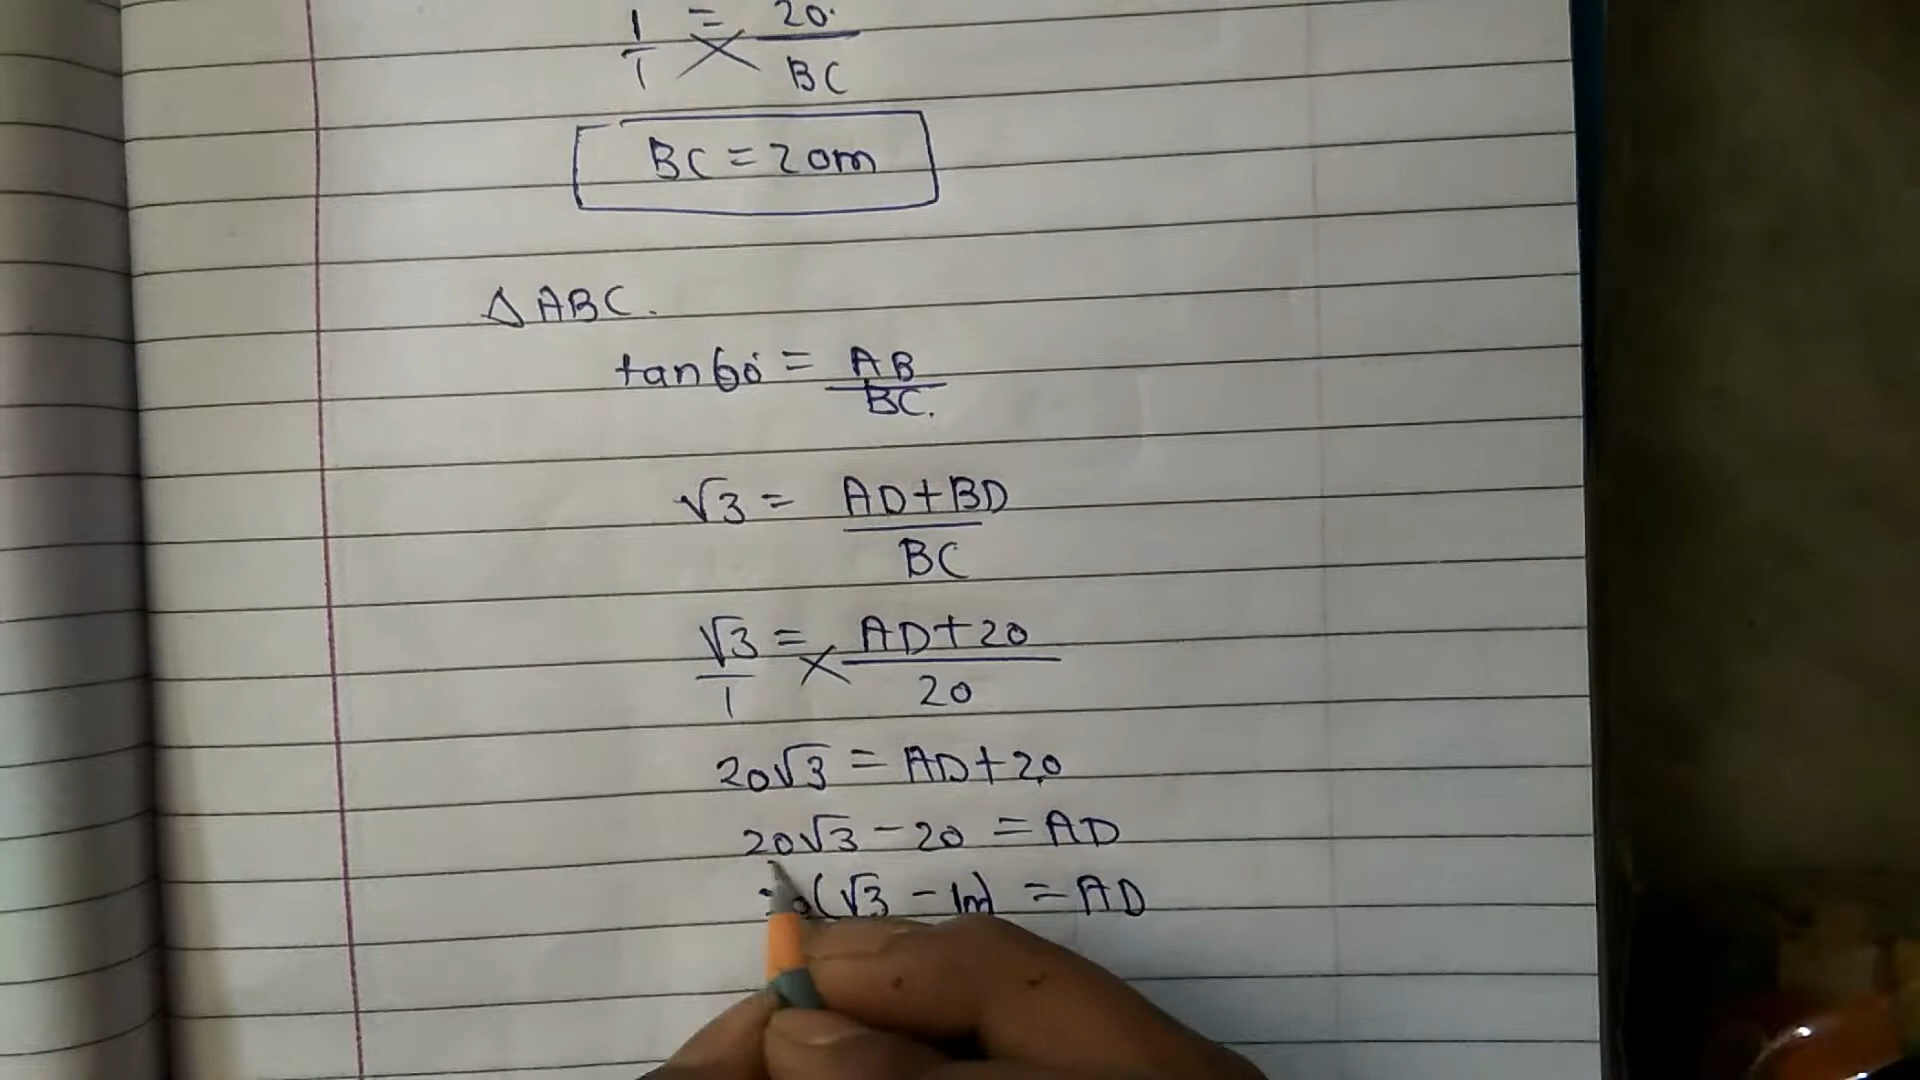 1/1 = 20/BC
BC = 20m
△ ABC.
tan60° = AB/BC.
√3 = AD+BD/BC
√3/1 = AD+20/20
20√3 = AD+20
20√3 - 20 = AD
(√3 - 1m) = AD